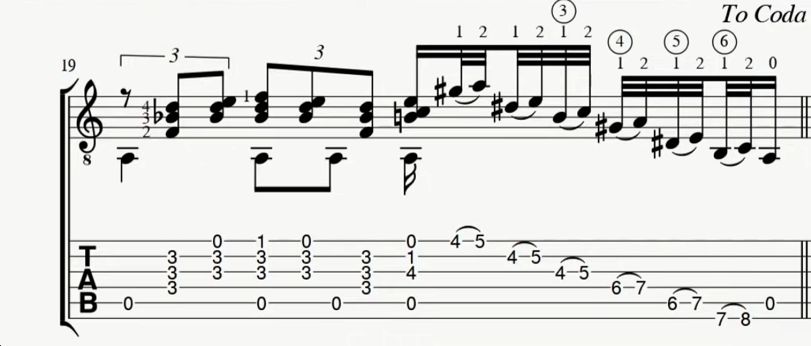 To Coda
3
1 2 1 2 1 2
19 3 3 4 5 6
1 2 1 2 1 2 0
4
3
2
1
8
0 1 0 0 4 5
T 3 3 3 3 3 1 4 5
A 3 3 3 3 3 4 4 5
3 3 6 7
B 0 0 0 0 6 7 0
7 8